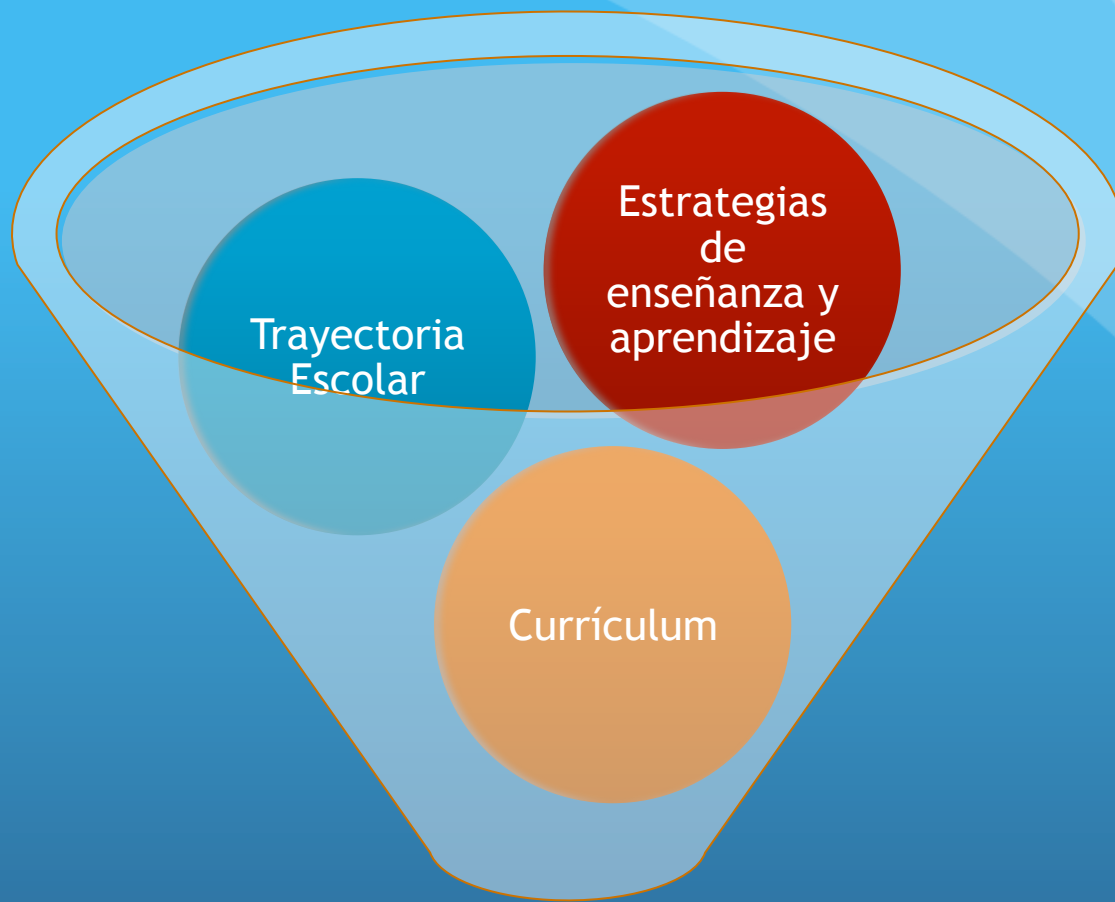 Estrategias
de
enseñanza y
aprendizaje
Trayectoria
Escolar
Currículum